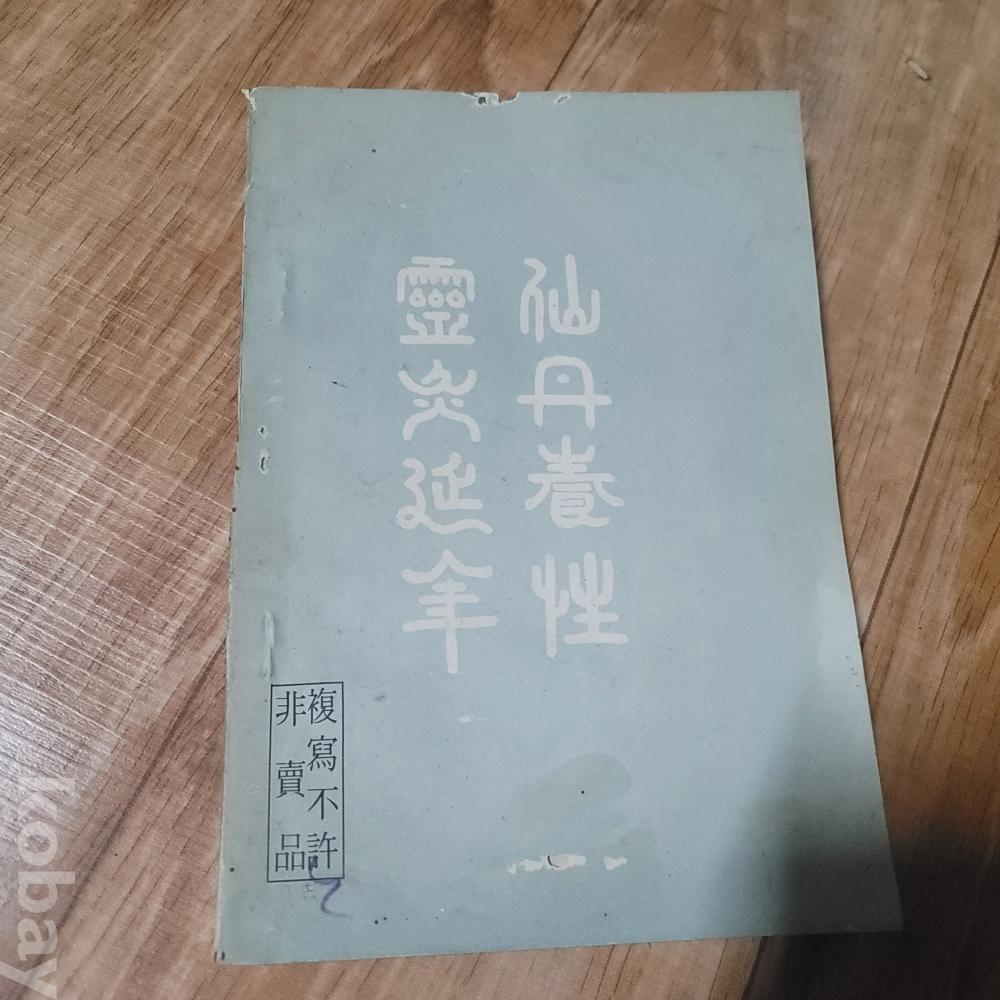 仙丹養性
靈灸延年
複寫不許
非賣品
kobay